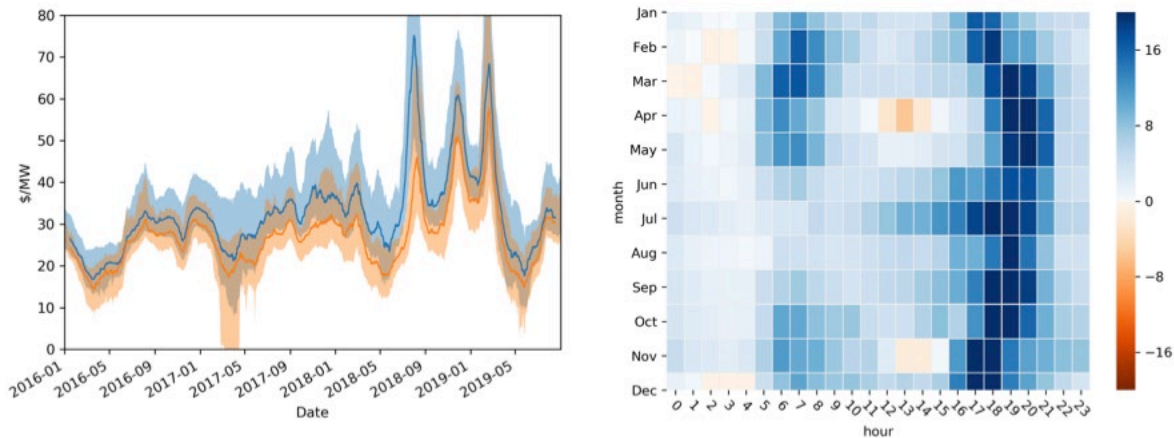 80
70
60
50
40
30
20
10
0
$/MW
2016-01
2016-05
2016-09
2017-01
2017-05
2017-09
2018-01
2018-05
2018-09
2019-01
2019-05
Date
Jan
Feb
Mar
Apr
May
Jun
Jul
Aug
Sep
Oct
Nov
Dec
month
0 1 2 3 4 5 6 7 8 9 10 11 12 13 14 15 16 17 18 19 20 21 22 23
hour
16
8
0
-8
-16